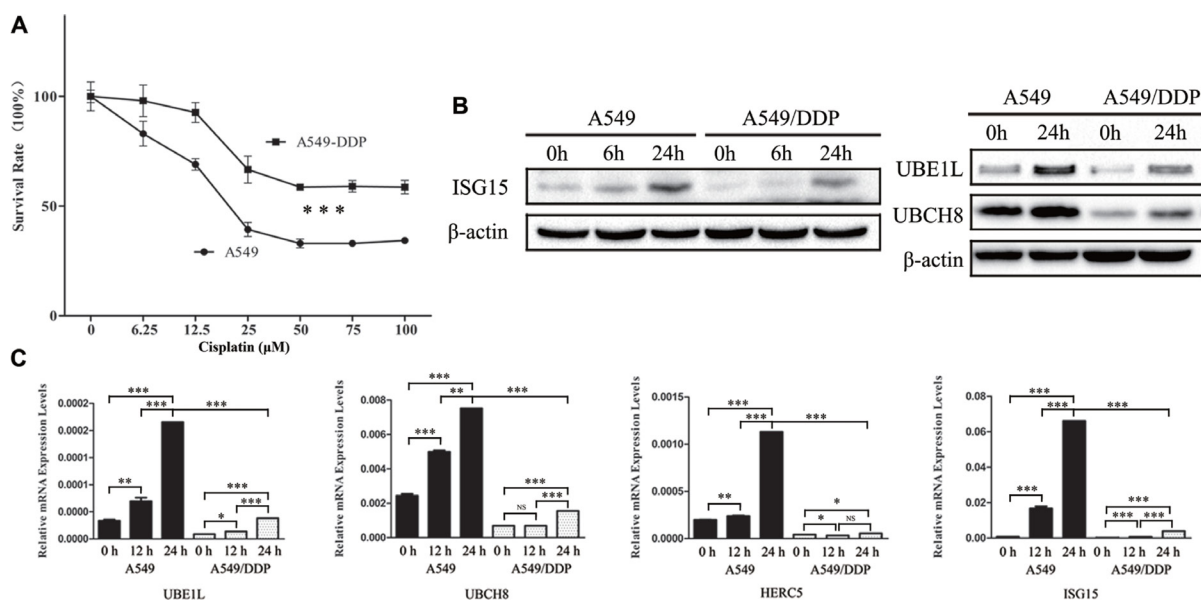 A
Survival Rate (100%)
100
50
0
A549-DDP
***
A549
0 6.25 12.5 25 50 75 100
Cisplatin (μM)
B
A549 A549/DDP
0h 6h 24h 0h 6h 24h
ISG15
β-actin
A549 A549/DDP
0h 24h 0h 24h
UBE1L
UBCH8
β-actin
C
Relative mRNA Expression Levels
0.0002
0.0002
0.0001
0.0001
0.0000
0.0000
***
*** ***
**
***
* ***
0 h 12 h 24 h 0 h 12 h 24 h
A549 A549/DDP
UBE1L
Relative mRNA Expression Levels
0.008
0.006
0.004
0.002
0.000
***
** ***
***
***
NS ***
0 h 12 h 24 h 0 h 12 h 24 h
A549 A549/DDP
UBCH8
Relative mRNA Expression Levels
0.0015
0.0010
0.0005
0.0000
***
*** ***
**
*
* NS
0 h 12 h 24 h 0 h 12 h 24 h
A549 A549/DDP
HERC5
Relative mRNA Expression Levels
0.08
0.06
0.04
0.02
0.00
***
*** ***
***
***
*** ***
0 h 12 h 24 h 0 h 12 h 24 h
A549 A549/DDP
ISG15